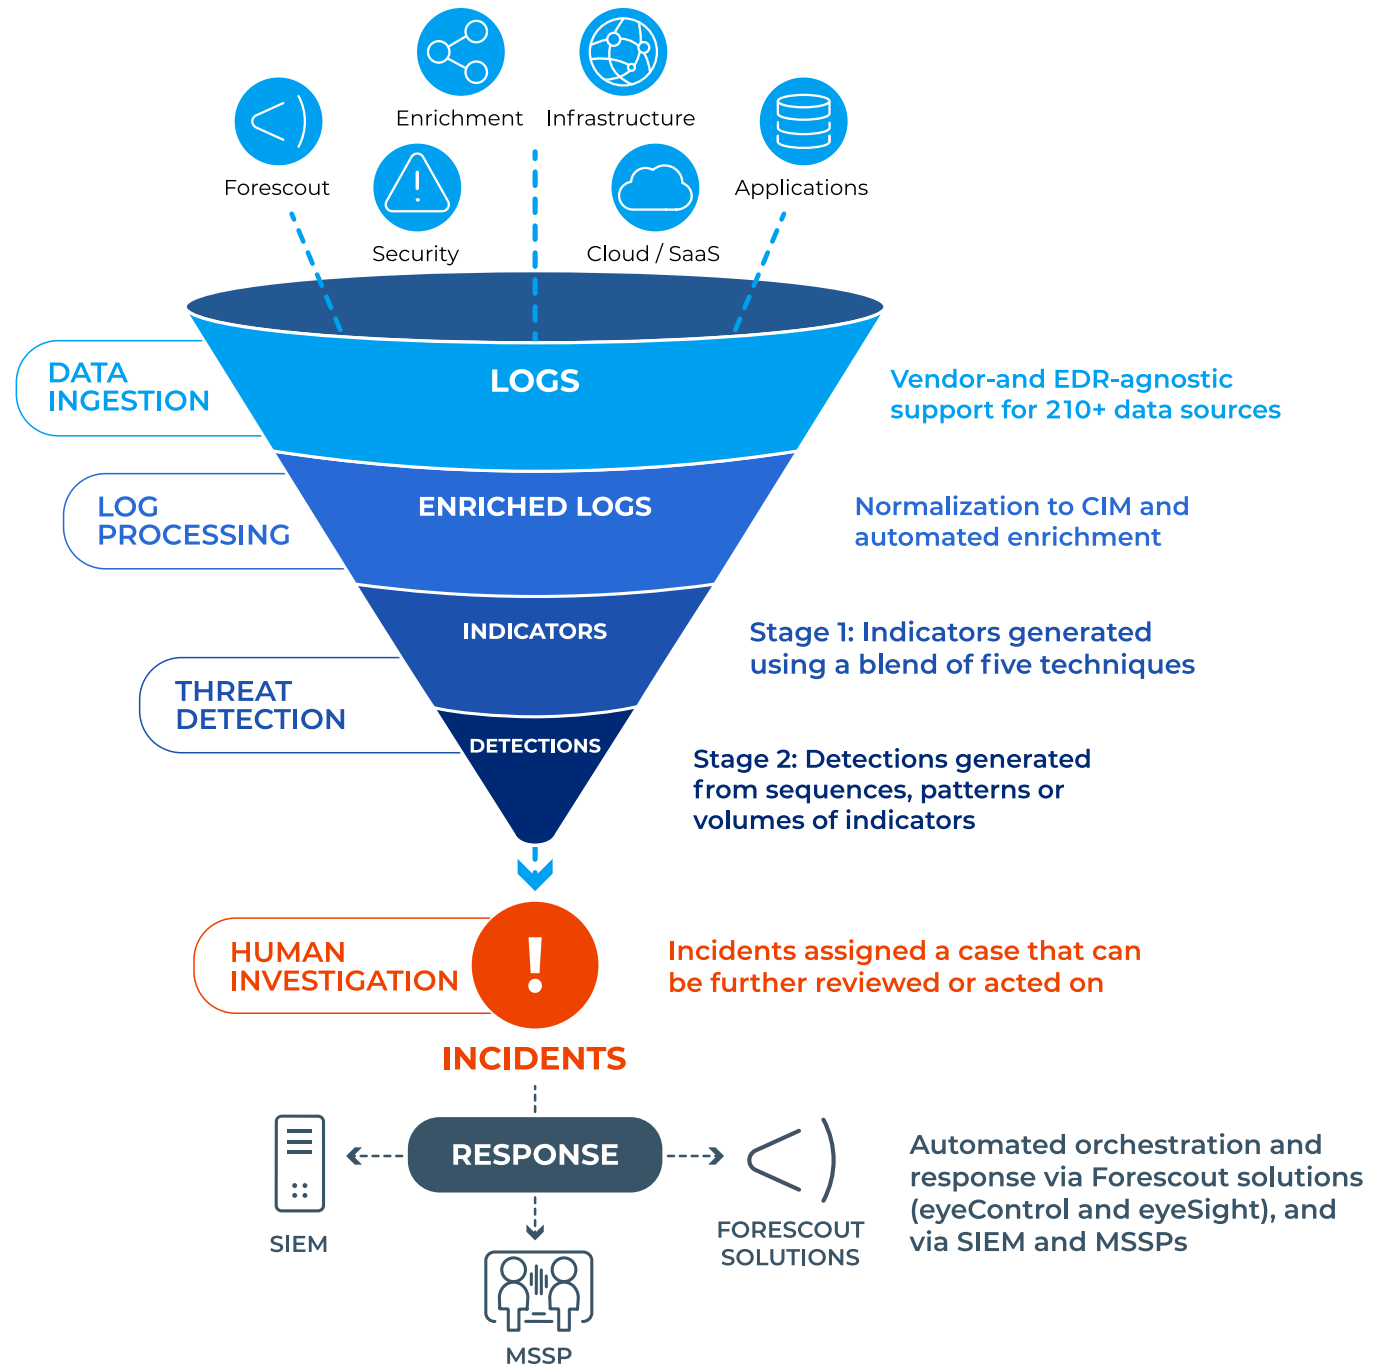 Enrichment
Infrastructure
Forescout
Applications
Security
Cloud / SaaS
DATA
INGESTION
LOGS
Vendor-and EDR-agnostic
support for 210+ data sources
LOG
PROCESSING
ENRICHED LOGS
Normalization to CIM and
automated enrichment
INDICATORS
Stage 1: Indicators generated
using a blend of five techniques
THREAT
DETECTION
DETECTIONS
Stage 2: Detections generated
from sequences, patterns or
volumes of indicators
HUMAN
INVESTIGATION
!
Incidents assigned a case that can
be further reviewed or acted on
INCIDENTS
RESPONSE
SIEM
MSSP
FORESCOUT
SOLUTIONS
Automated orchestration and
response via Forescout solutions
(eyeControl and eyeSight), and
via SIEM and MSSPs